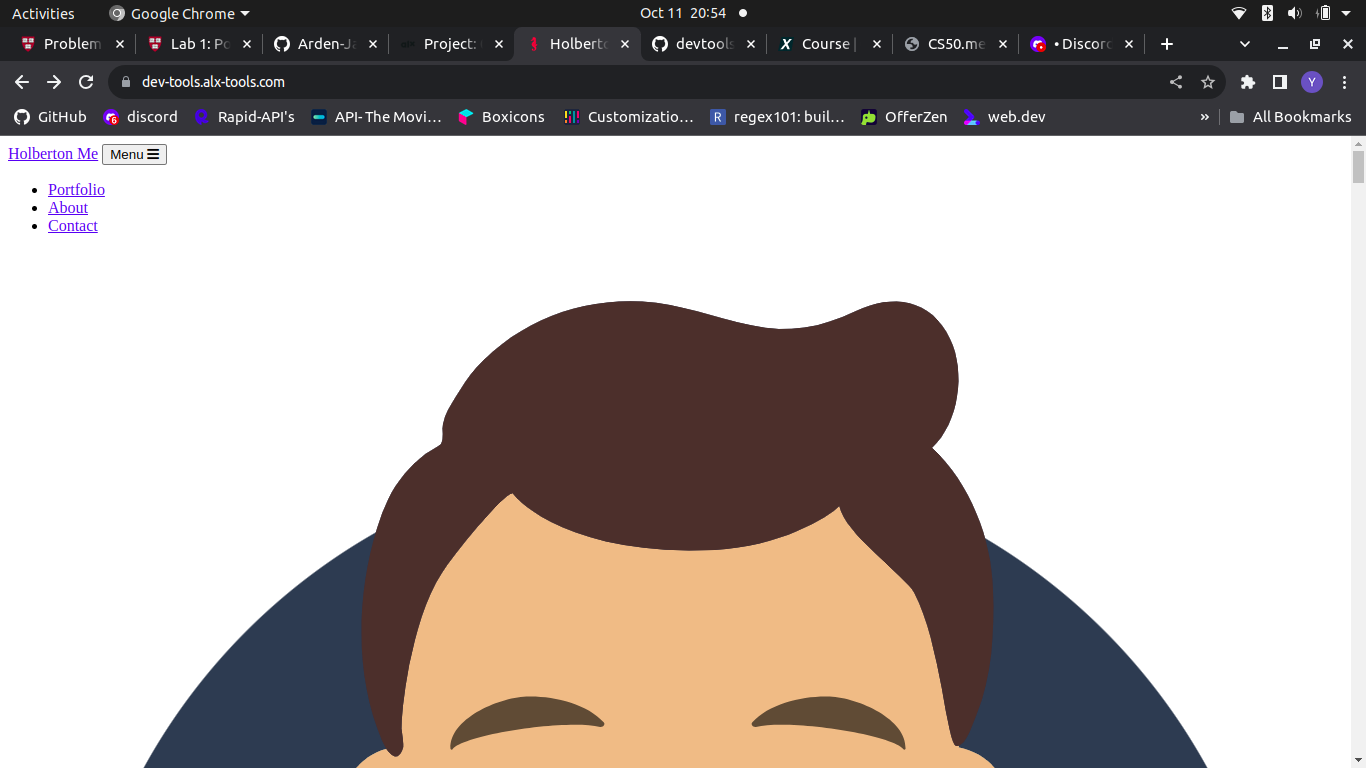 Activities Google Chrome Oct 11 20:54
Problem Lab 1: Po Arden-Ja Project: Holberto devtools Course | CS50.me • Discord
dev-tools.alx-tools.com Y
GitHub discord Rapid-API's API- The Movi… Boxicons Customizatio… regex101: buil… OfferZen web.dev » All Bookmarks
Holberton Me Menu
Portfolio
About
Contact